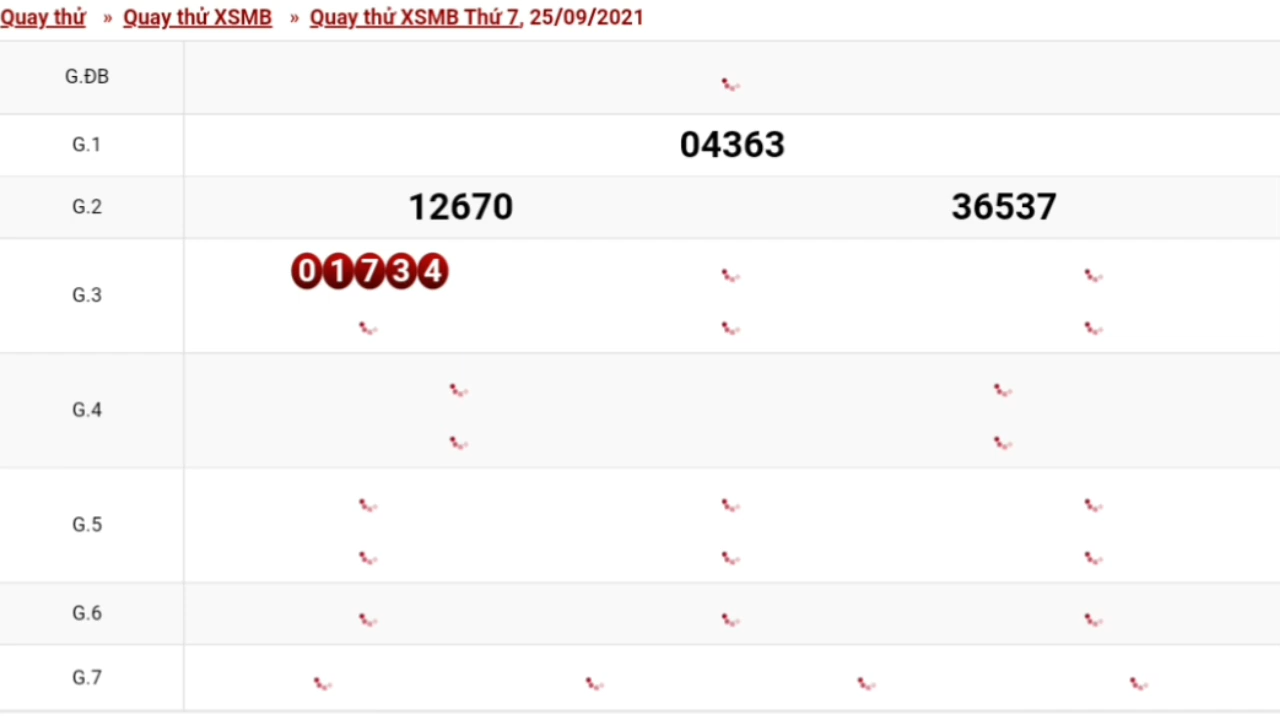 Quay thử » Quay thử XSMB » Quay thử XSMB Thứ 7, 25/09/2021
G.ĐB
G.1 04363
G.2 12670 36537
G.3 01734
G.4
G.5
G.6
G.7